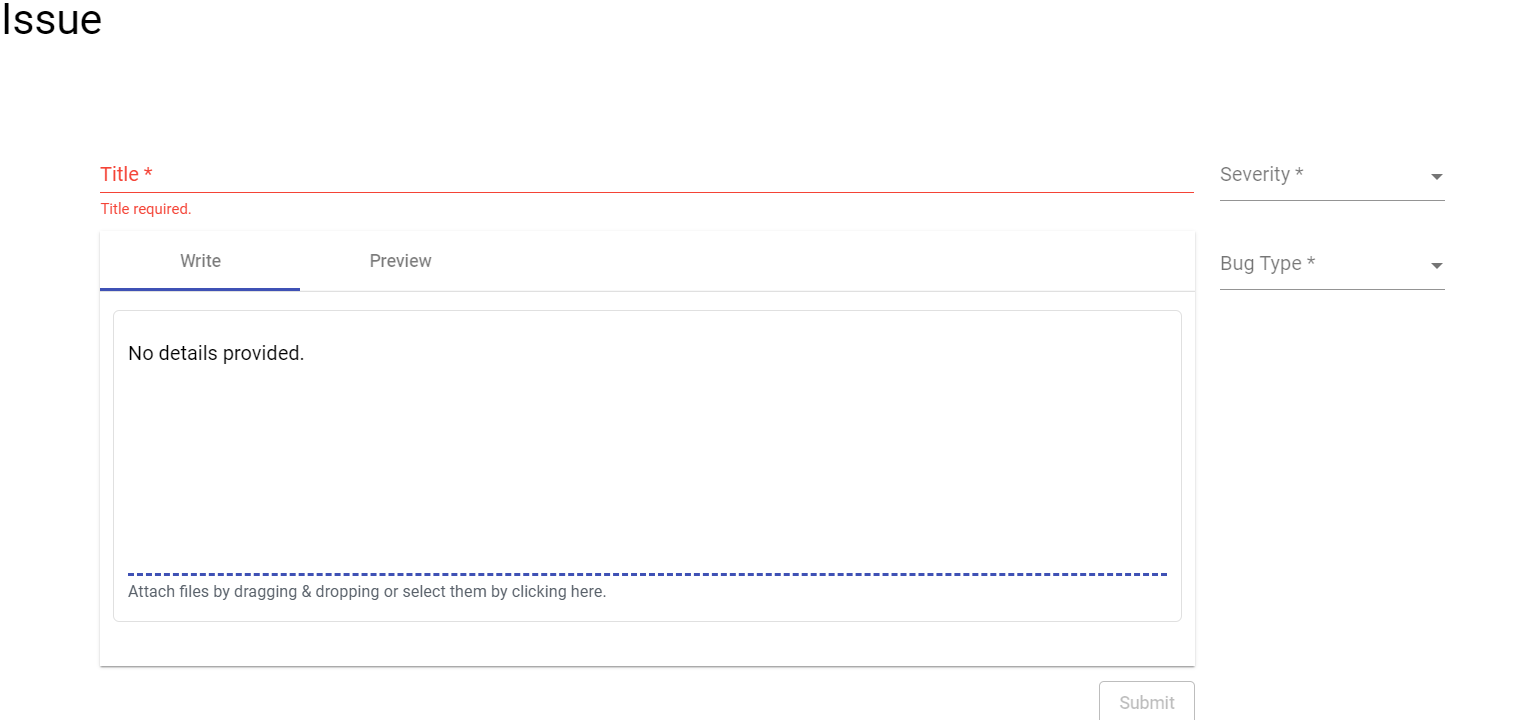 Issue
Title *
Title required.
Severity *
Bug Type *
Write
Preview
No details provided.
Attach files by dragging & dropping or select them by clicking here.
Submit